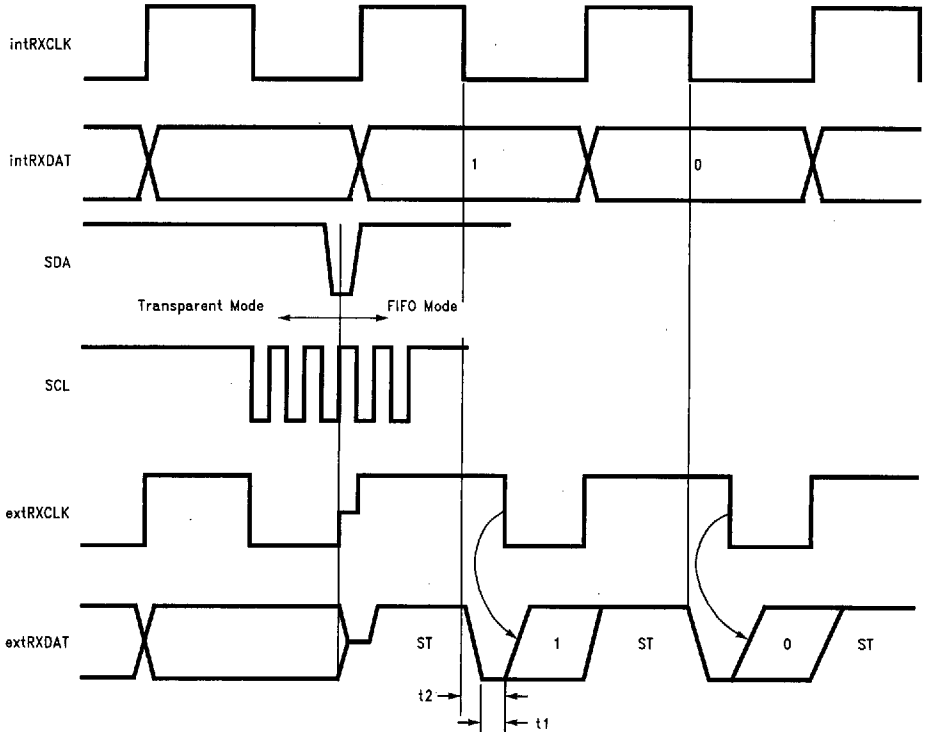 intRXCLK
intRXDAT
1
0
SDA
Transparent Mode
FIFO Mode
SCL
extRXCLK
extRXDAT
ST
1
ST
0
ST
t2
t1